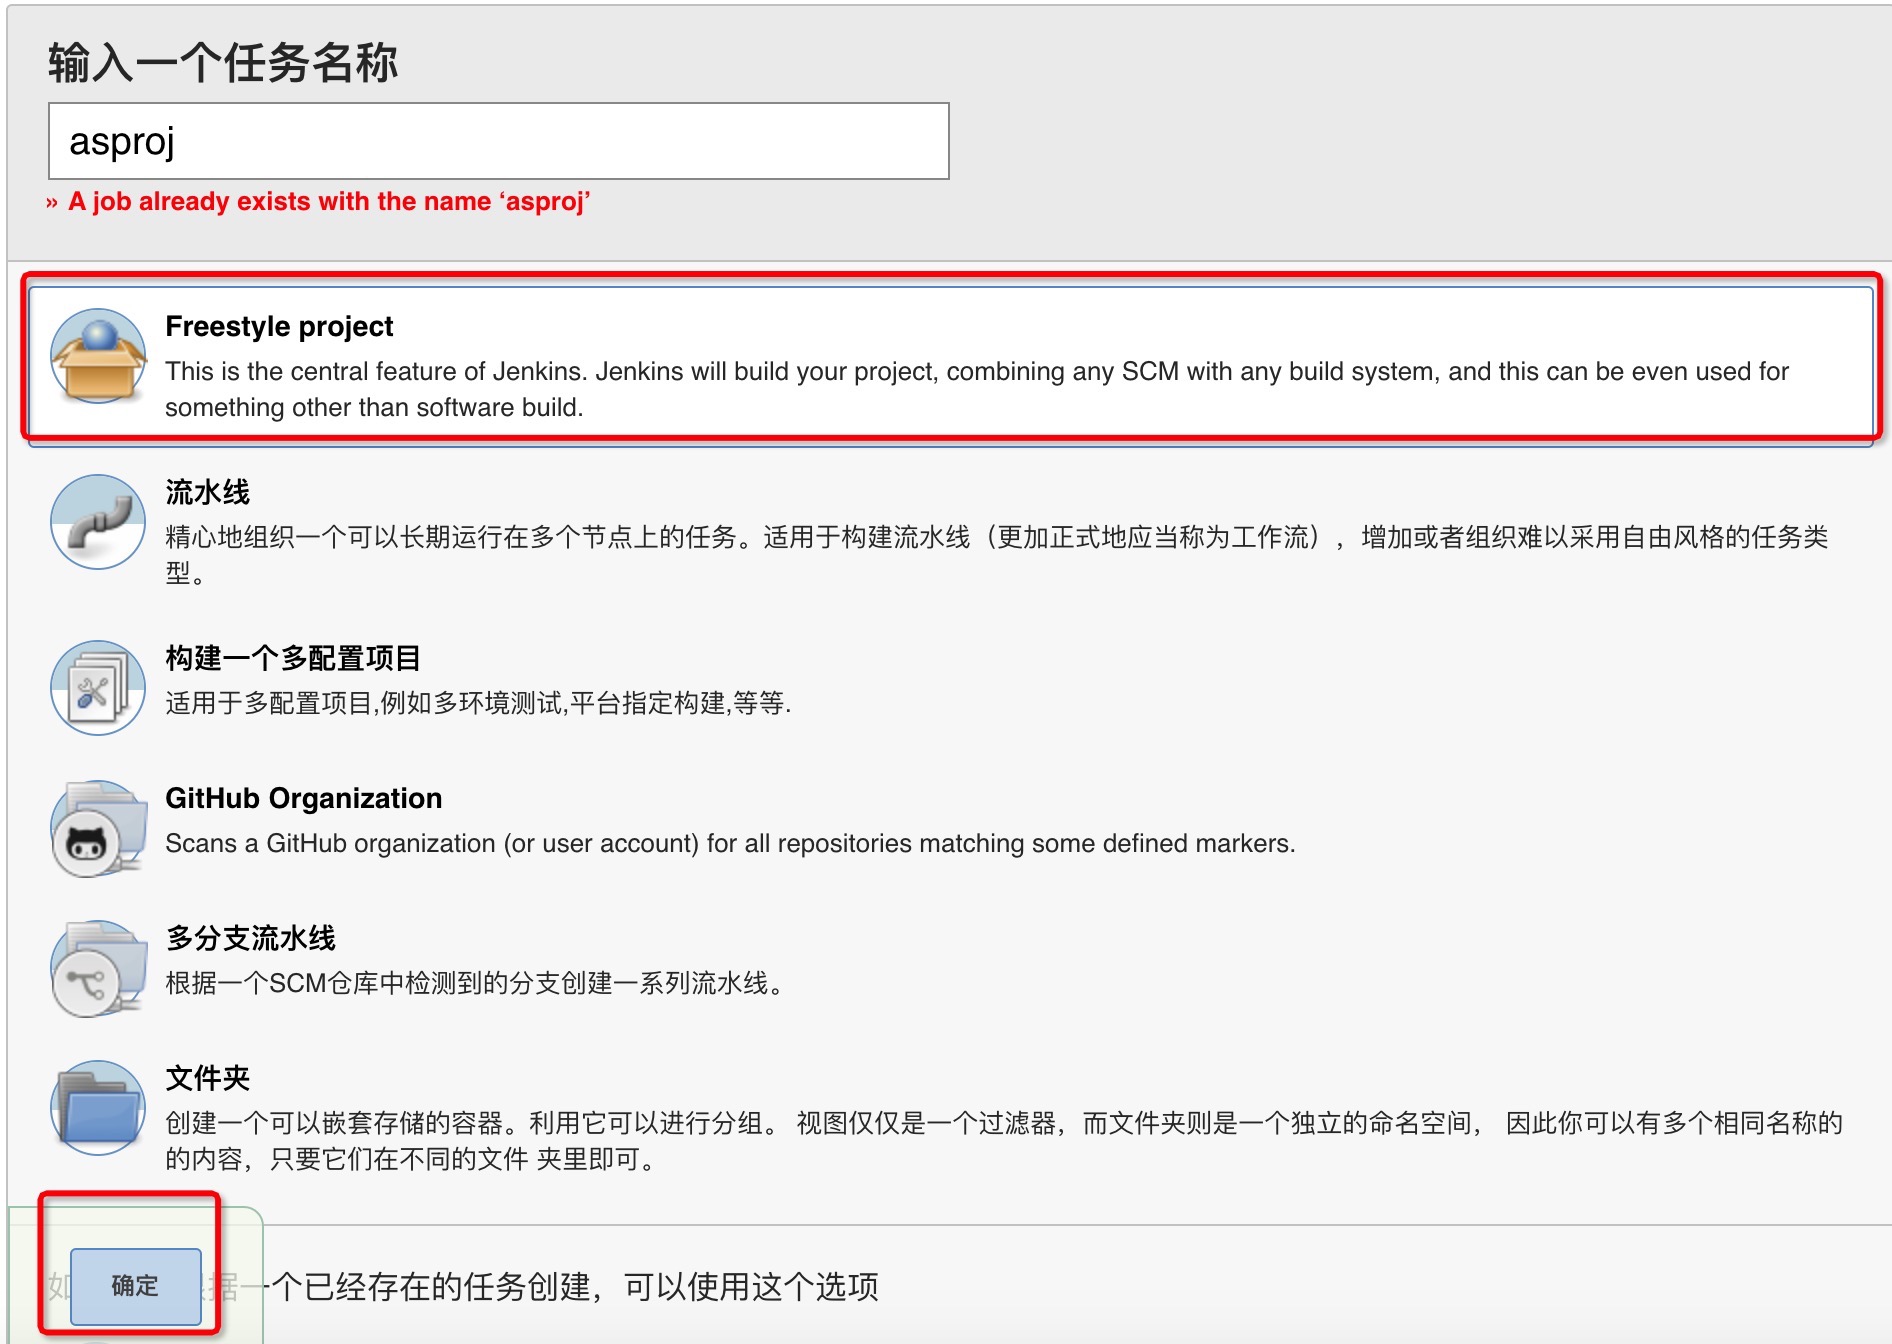 输入一个任务名称
asproj
» A job already exists with the name ‘asproj’
Freestyle project
This is the central feature of Jenkins. Jenkins will build your project, combining any SCM with any build system, and this can be even used for
something other than software build.
流水线
精心地组织一个可以长期运行在多个节点上的任务。适用于构建流水线（更加正式地应当称为工作流），增加或者组织难以采用自由风格的任务类
型。
构建一个多配置项目
适用于多配置项目,例如多环境测试,平台指定构建,等等.
GitHub Organization
Scans a GitHub organization (or user account) for all repositories matching some defined markers.
多分支流水线
根据一个SCM仓库中检测到的分支创建一系列流水线。
文件夹
创建一个可以嵌套存储的容器。利用它可以进行分组。 视图仅仅是一个过滤器，而文件夹则是一个独立的命名空间， 因此你可以有多个相同名称的
的内容，只要它们在不同的文件 夹里即可。
确定
如 据一个已经存在的任务创建，可以使用这个选项